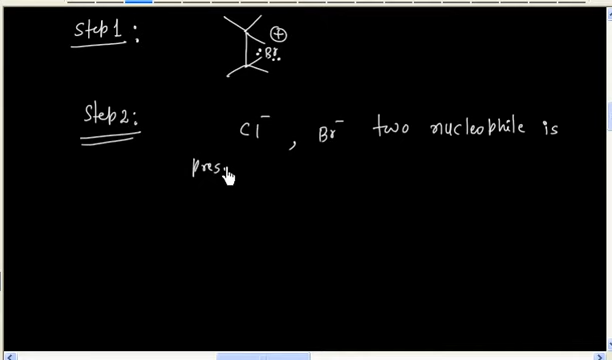 Step 1 :
⊕
:Br:
Step 2:
Cl⁻ , Br⁻ two nucleophile is
pres